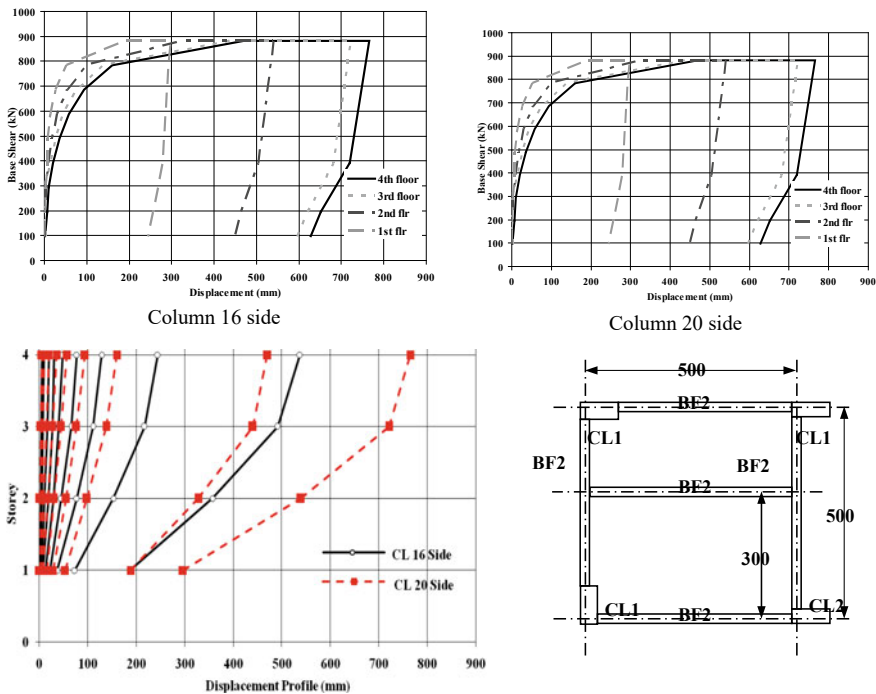 1000
900
800
700
600
500
400
300
200
100
0
Base Shear (kN)
4th floor
3rd floor
2nd flr
1st flr
0 100 200 300 400 500 600 700 800 900
Displacement (mm)
Column 16 side
1000
900
800
700
600
500
400
300
200
100
0
Base Shear (kN)
4th floor
3rd floor
2nd flr
1st flr
0 100 200 300 400 500 600 700 800 900
Displacement (mm)
Column 20 side
4
3
2
1
0
Storey
CL 16 Side
CL 20 Side
0 100 200 300 400 500 600 700 800 900
Displacement Profile (mm)
500
BF2
CL1 CL1
BF2 BF2
BF2
500
300
CL1 CL2
BF2